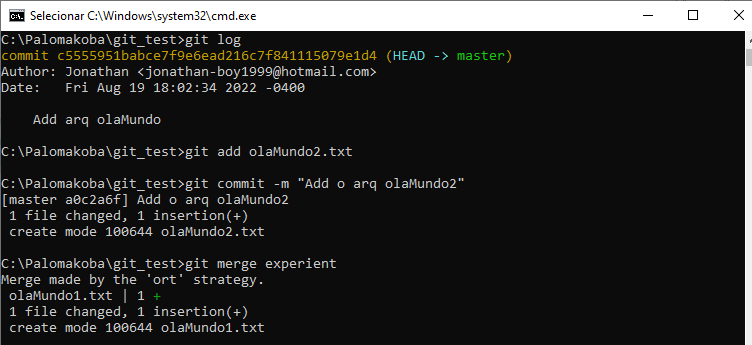 Selecionar C:\Windows\system32\cmd.exe
C:\Palomakoba\git_test>git log
commit c5555951babce7f9e6ead216c7f841115079e1d4 (HEAD -> master)
Author: Jonathan <jonathan-boy1999@hotmail.com>
Date:   Fri Aug 19 18:02:34 2022 -0400
    Add arq olaMundo
C:\Palomakoba\git_test>git add olaMundo2.txt
C:\Palomakoba\git_test>git commit -m "Add o arq olaMundo2"
[master a0c2a6f] Add o arq olaMundo2
 1 file changed, 1 insertion(+)
 create mode 100644 olaMundo2.txt
C:\Palomakoba\git_test>git merge experient
Merge made by the 'ort' strategy.
 olaMundo1.txt | 1 +
 1 file changed, 1 insertion(+)
 create mode 100644 olaMundo1.txt